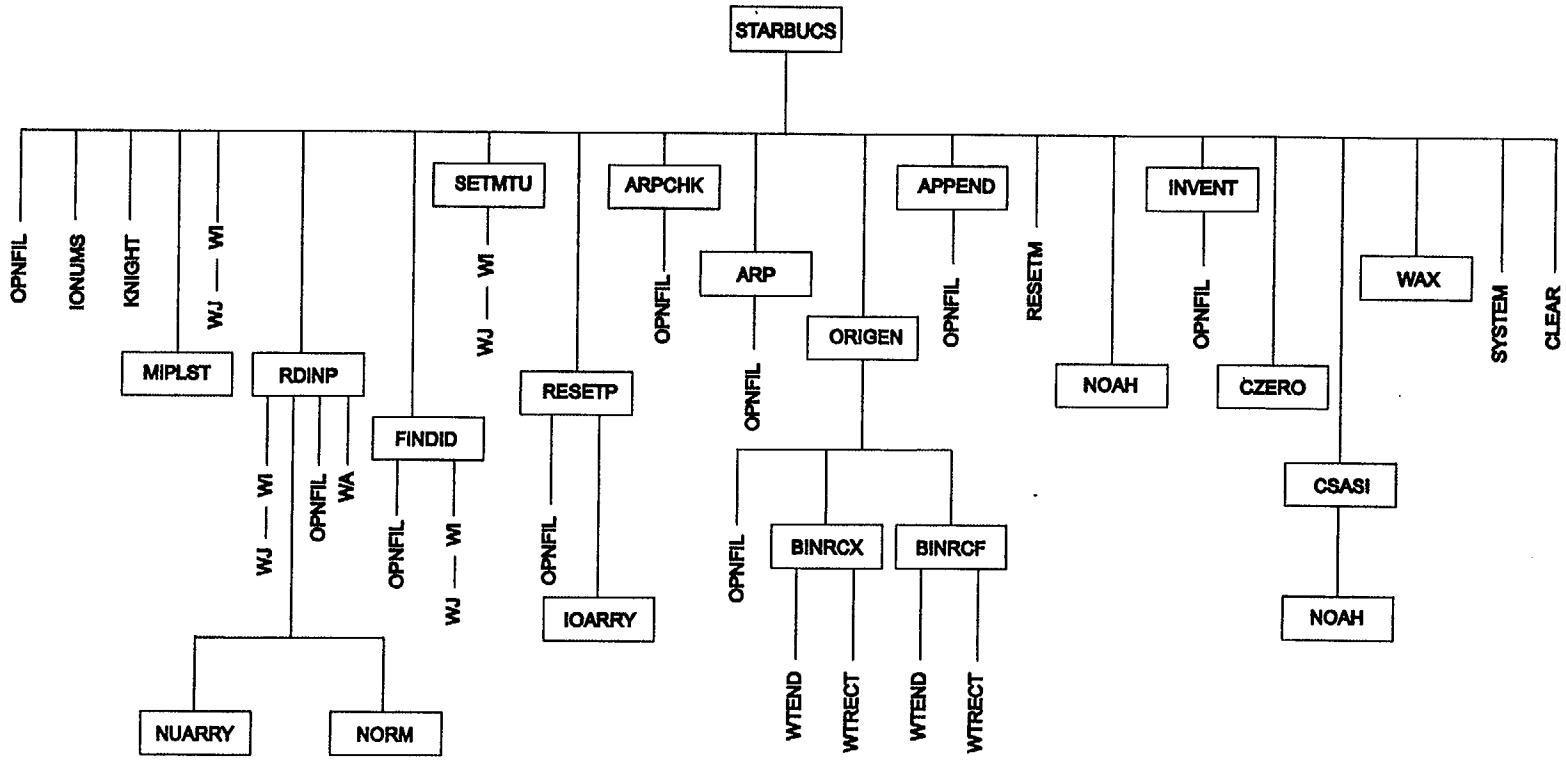 STARBUCS
OPNFIL
IONUMS
KNIGHT
MIPLST
WJ — WI
RDINP
WJ — WI
OPNFIL
WA
NUARRY
NORM
FINDID
OPNFIL
WJ — WI
SETMTU
WJ — WI
RESETP
OPNFIL
IOARRY
ARPCHK
OPNFIL
ARP
OPNFIL
ORIGEN
OPNFIL
BINRCX
WTEND
WTRECT
BINRCF
WTEND
WTRECT
APPEND
OPNFIL
RESETM
NOAH
INVENT
OPNFIL
CZERO
CSASI
NOAH
WAX
SYSTEM
CLEAR